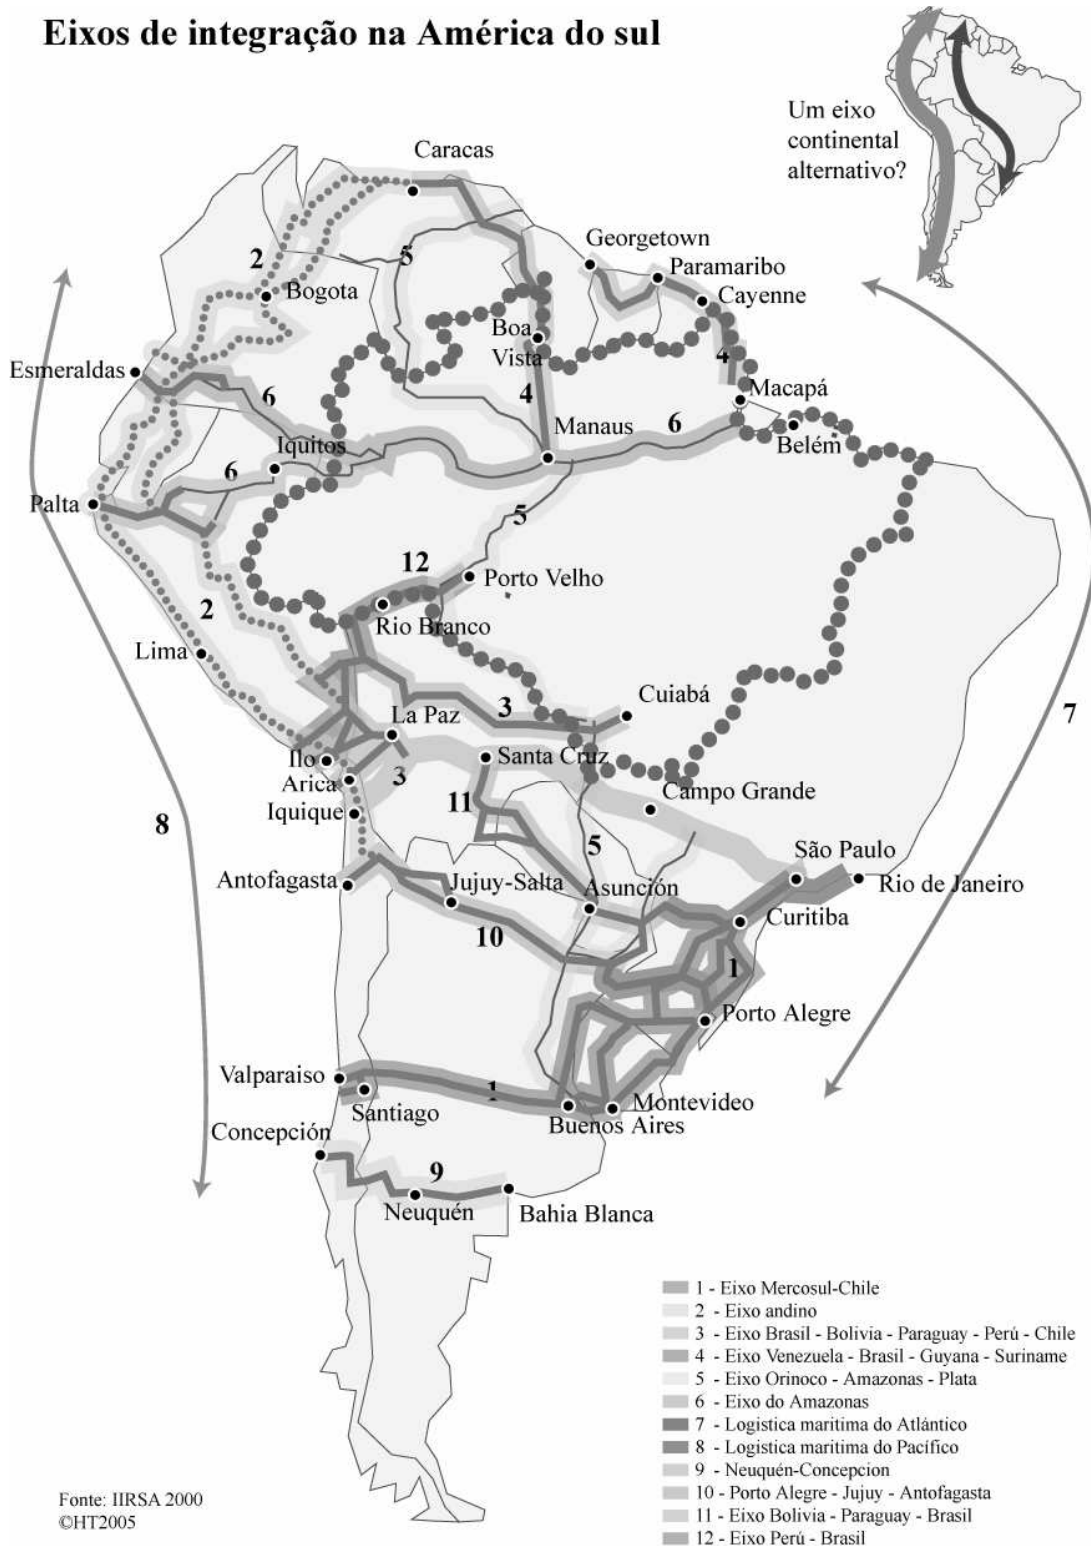 Eixos de integração na América do sul
Um eixo
continental
alternativo?
Caracas
Georgetown
Paramaribo
Cayenne
5
2
Bogota
Boa
Vista
4
4
Esmeraldas
6
Macapá
Manaus
6
Belém
Iquitos
6
Palta
5
12
Porto Velho
2
Rio Branco
Lima
Cuiabá
7
La Paz
3
Ilo
Santa Cruz
3
Arica
Campo Grande
11
Iquique
8
5
São Paulo
Antofagasta
Jujuy-Salta
Asunción
Rio de Janeiro
10
Curitiba
1
Porto Alegre
Valparaiso
1
Santiago
Montevideo
Buenos Aires
Concepción
9
Neuquén
Bahia Blanca
1 - Eixo Mercosul-Chile
2 - Eixo andino
3 - Eixo Brasil - Bolivia - Paraguay - Perú - Chile
4 - Eixo Venezuela - Brasil - Guyana - Suriname
5 - Eixo Orinoco - Amazonas - Plata
6 - Eixo do Amazonas
7 - Logistica maritima do Atlántico
8 - Logistica maritima do Pacífico
9 - Neuquén-Concepcion
10 - Porto Alegre - Jujuy - Antofagasta
11 - Eixo Bolivia - Paraguay - Brasil
12 - Eixo Perú - Brasil
Fonte: IIRSA 2000
©HT2005